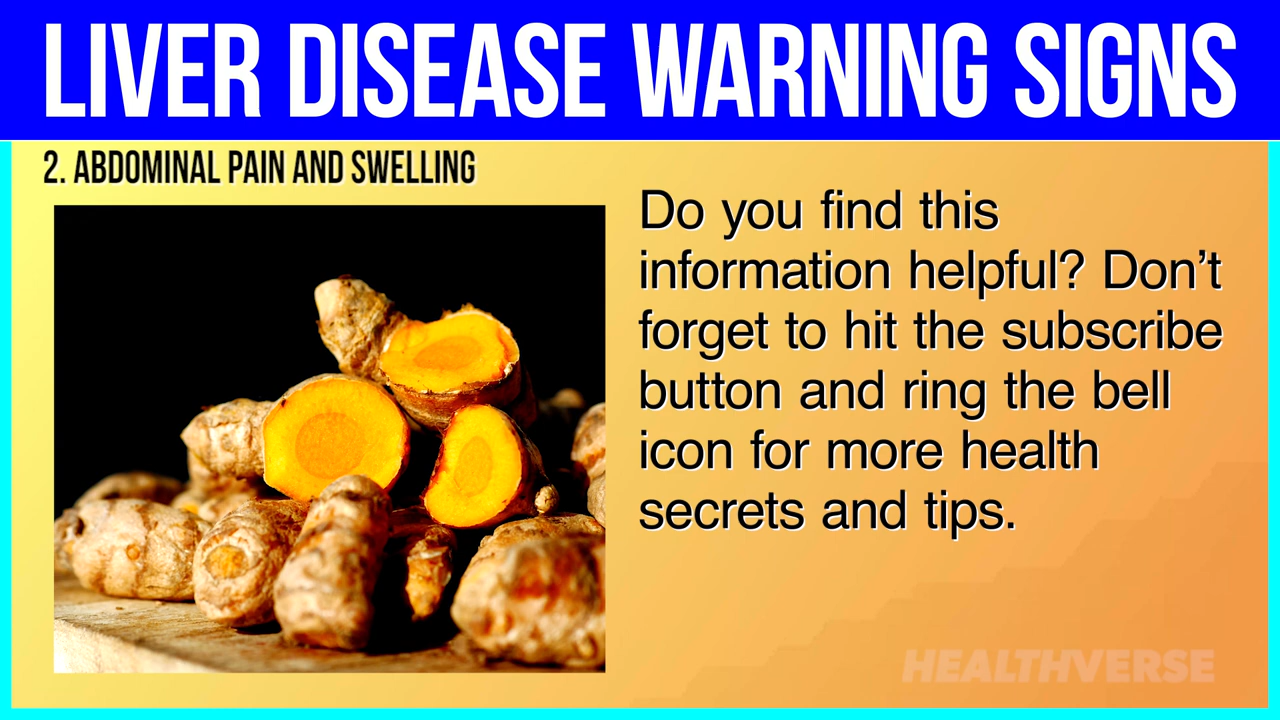 LIVER DISEASE WARNING SIGNS
2. ABDOMINAL PAIN AND SWELLING
Do you find this
information helpful? Don’t
forget to hit the subscribe
button and ring the bell
icon for more health
secrets and tips.
HEALTHVERSE